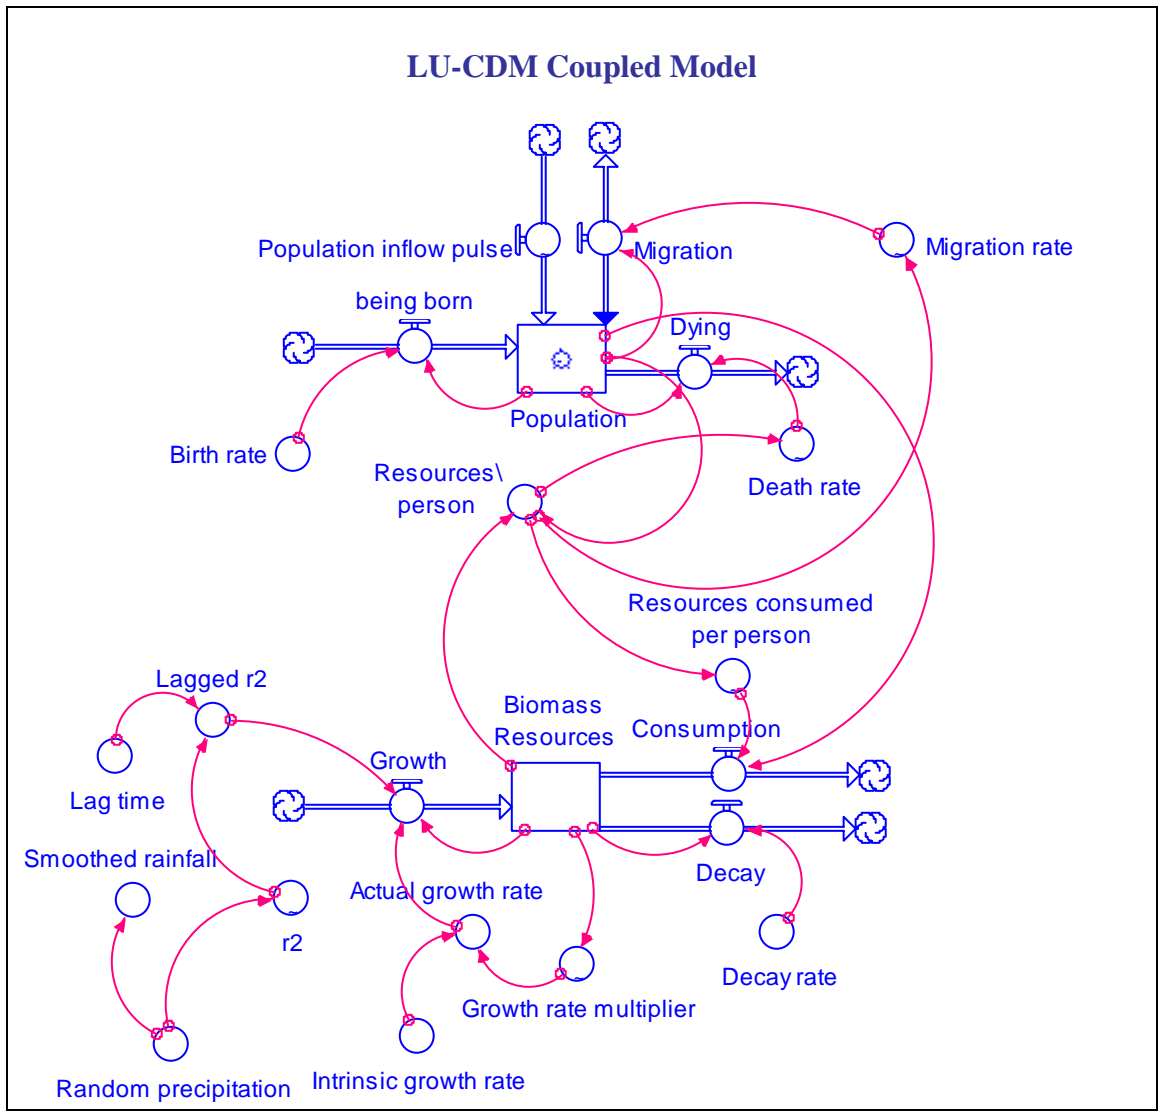 LU-CDM Coupled Model
Population inflow pulse
Migration
Migration rate
being born
Dying
Population
Birth rate
Resources\
person
Death rate
Resources consumed
per person
Lagged r2
Biomass
Resources
Consumption
Growth
Lag time
Smoothed rainfall
Actual growth rate
Decay
r2
Decay rate
Growth rate multiplier
Intrinsic growth rate
Random precipitation